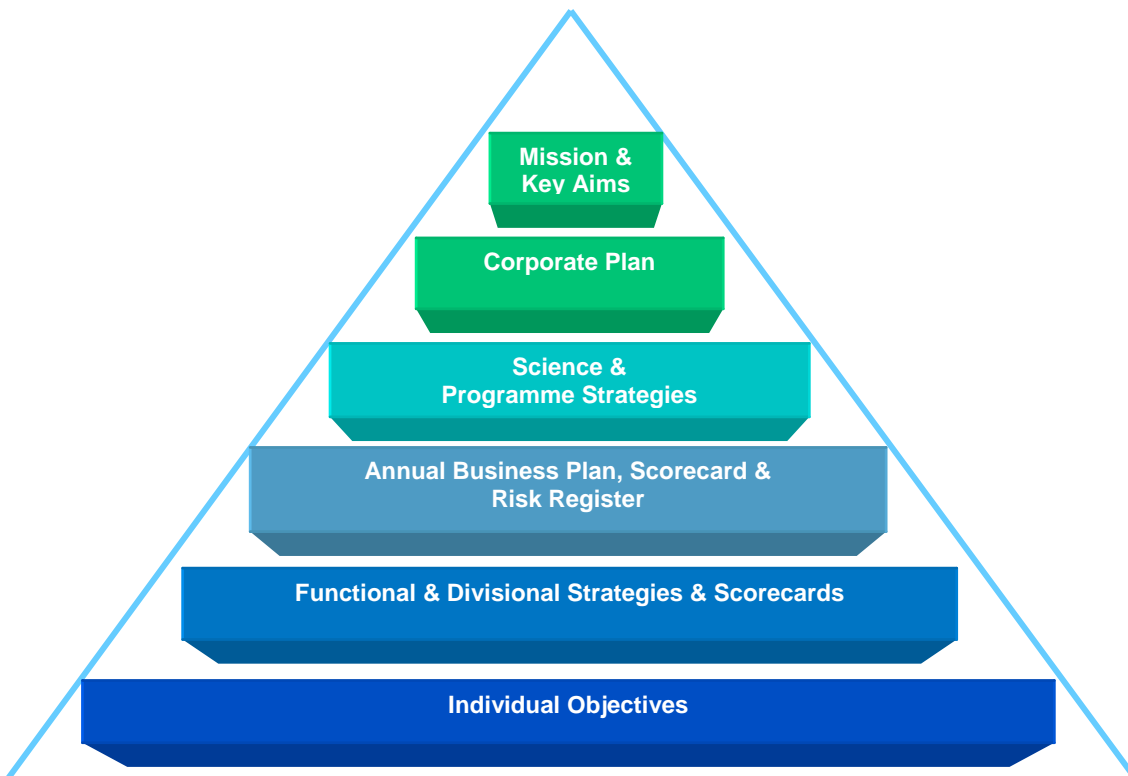 Mission &
Key Aims
Corporate Plan
Science &
Programme Strategies
Annual Business Plan, Scorecard &
Risk Register
Functional & Divisional Strategies & Scorecards
Individual Objectives